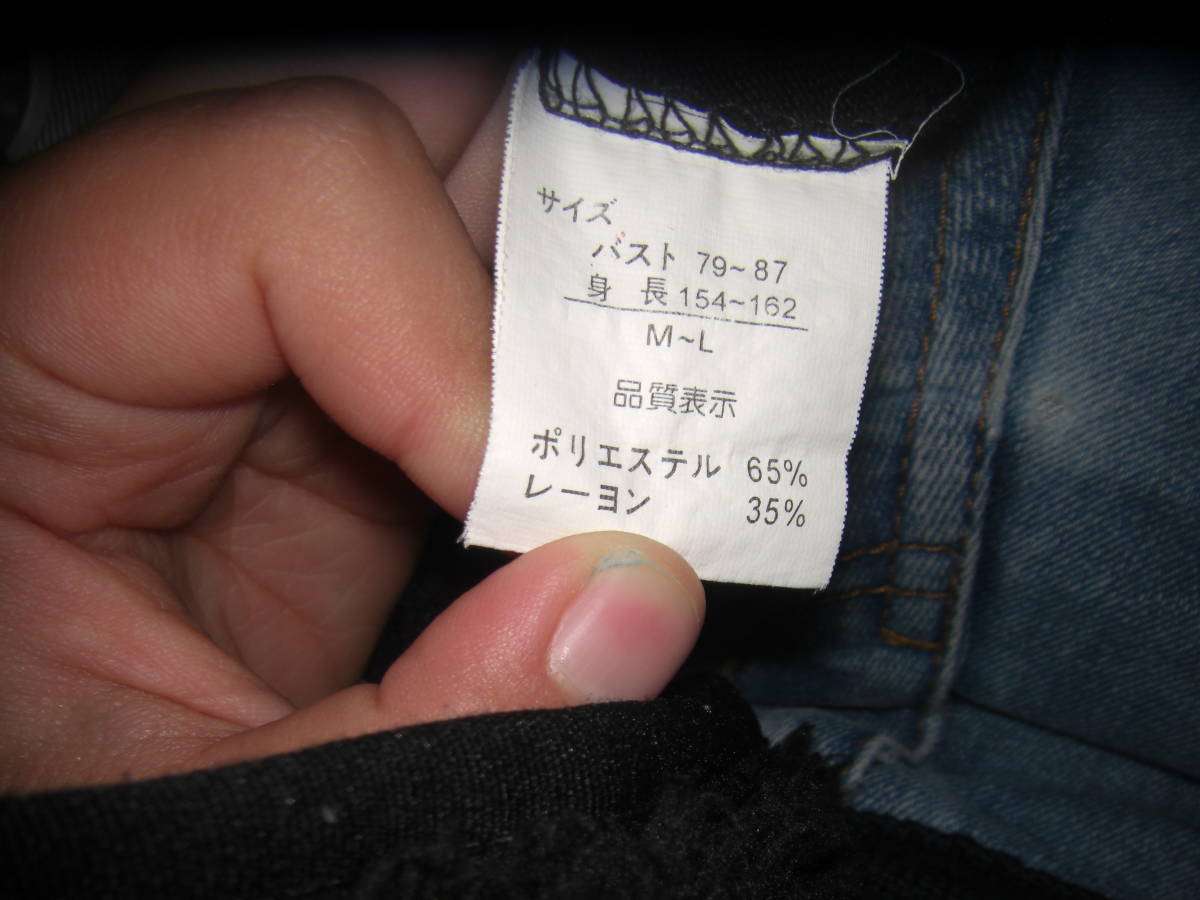 サイズ
バスト 79~87
身 長 154~162
M~L
品質表示
ポリエステル 65%
レーヨン 35%